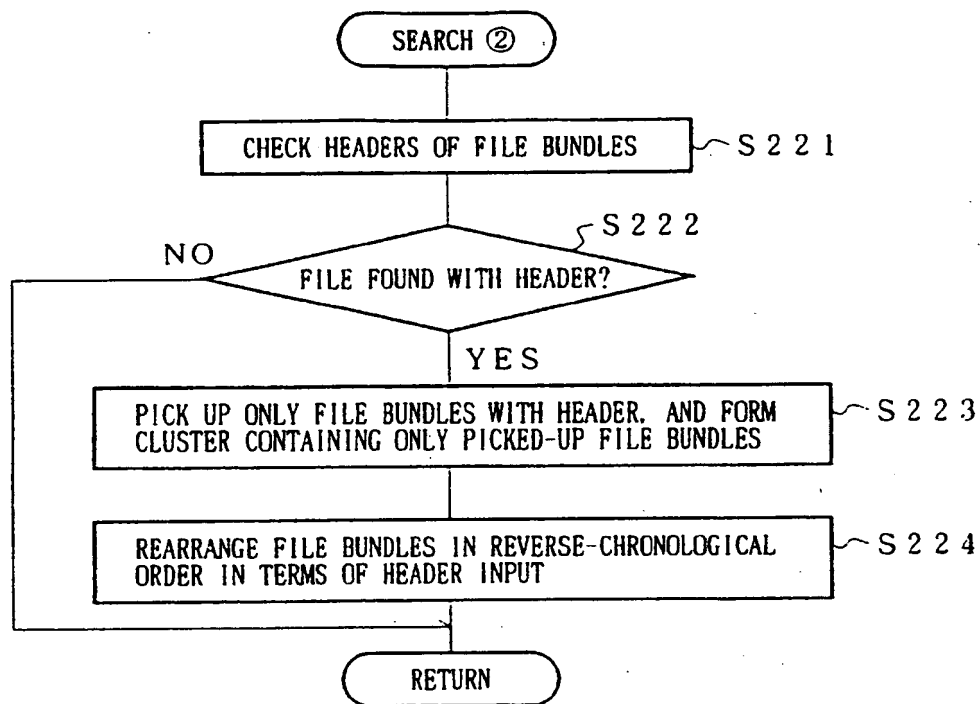 SEARCH ②
CHECK HEADERS OF FILE BUNDLES
S221
S222
NO
FILE FOUND WITH HEADER?
YES
PICK UP ONLY FILE BUNDLES WITH HEADER, AND FORM
CLUSTER CONTAINING ONLY PICKED-UP FILE BUNDLES
S223
REARRANGE FILE BUNDLES IN REVERSE-CHRONOLOGICAL
ORDER IN TERMS OF HEADER INPUT
S224
RETURN